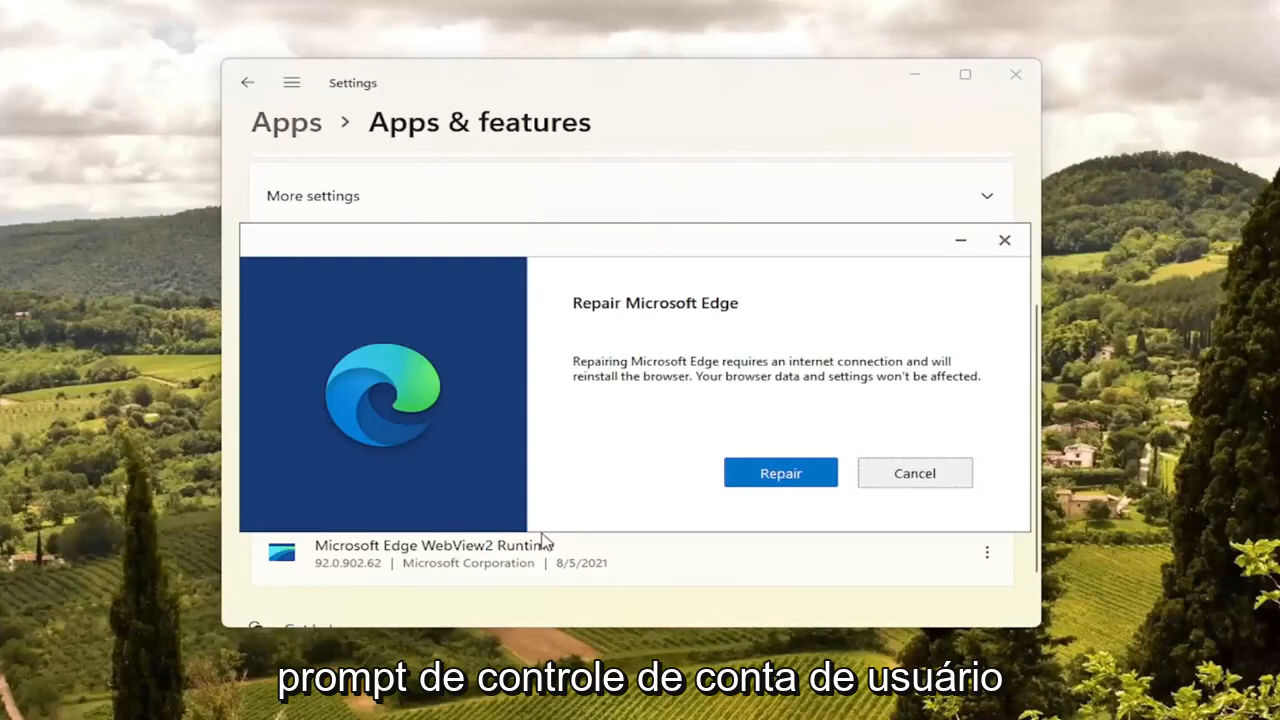 Settings
Apps > Apps & features
More settings
Repair Microsoft Edge
Repairing Microsoft Edge requires an internet connection and will
reinstall the browser. Your browser data and settings won't be affected.
Repair
Cancel
Microsoft Edge WebView2 Runtime
92.0.902.62 | Microsoft Corporation | 8/5/2021
prompt de controle de conta de usuário